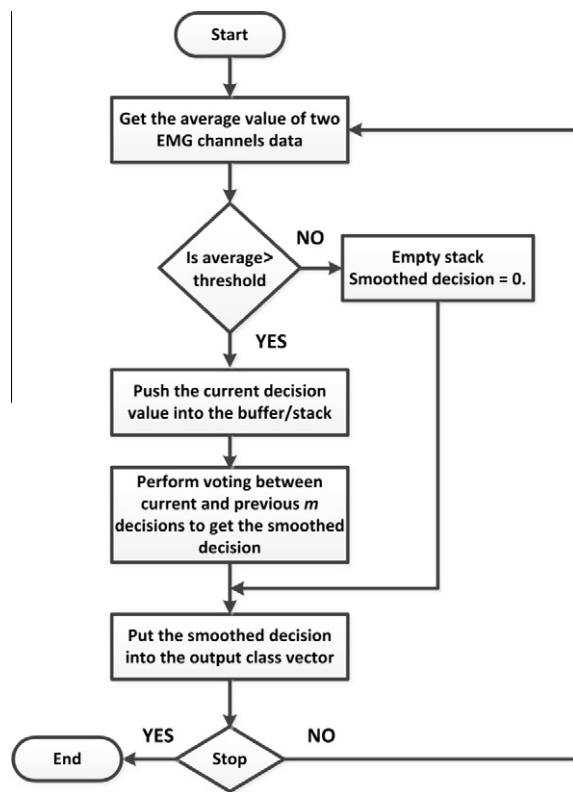 Start
Get the average value of two
EMG channels data
Is average>
threshold
NO
Empty stack
Smoothed decision = 0.
YES
Push the current decision
value into the buffer/stack
Perform voting between
current and previous m
decisions to get the smoothed
decision
Put the smoothed decision
into the output class vector
YES
NO
End
Stop